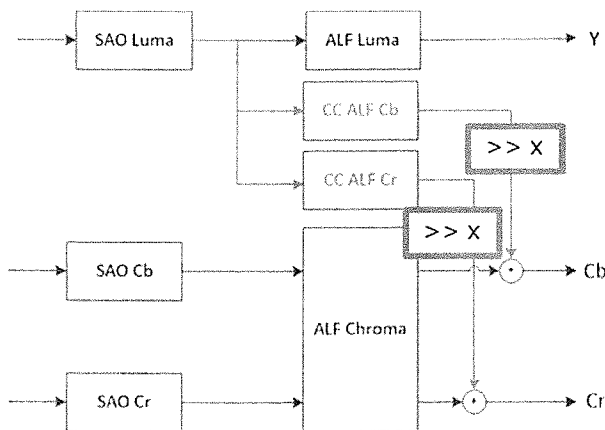 SAO Luma
ALF Luma
Y
CC ALF Cb
>> X
CC ALF Cr
>> X
SAO Cb
Cb
ALF Chroma
SAO Cr
Cr